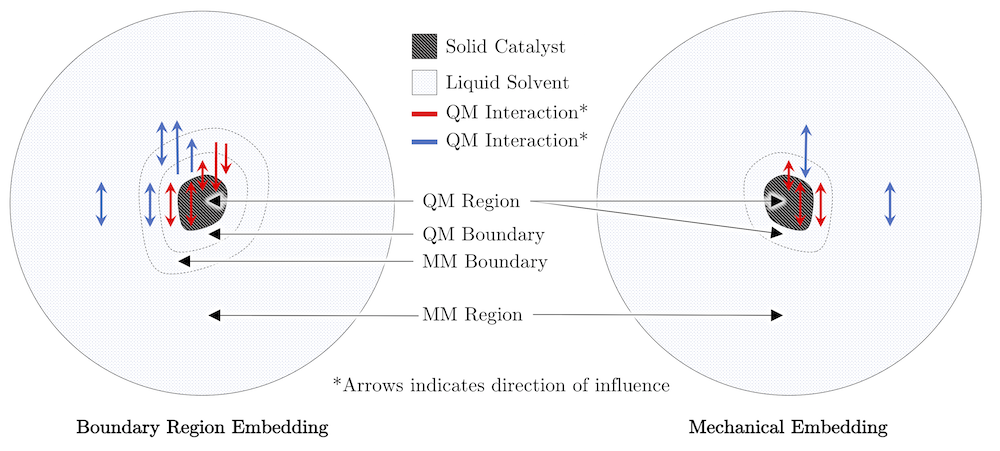 Solid Catalyst
Liquid Solvent
QM Interaction*
QM Interaction*
QM Region
QM Boundary
MM Boundary
MM Region
*Arrows indicates direction of influence
Boundary Region Embedding
Mechanical Embedding